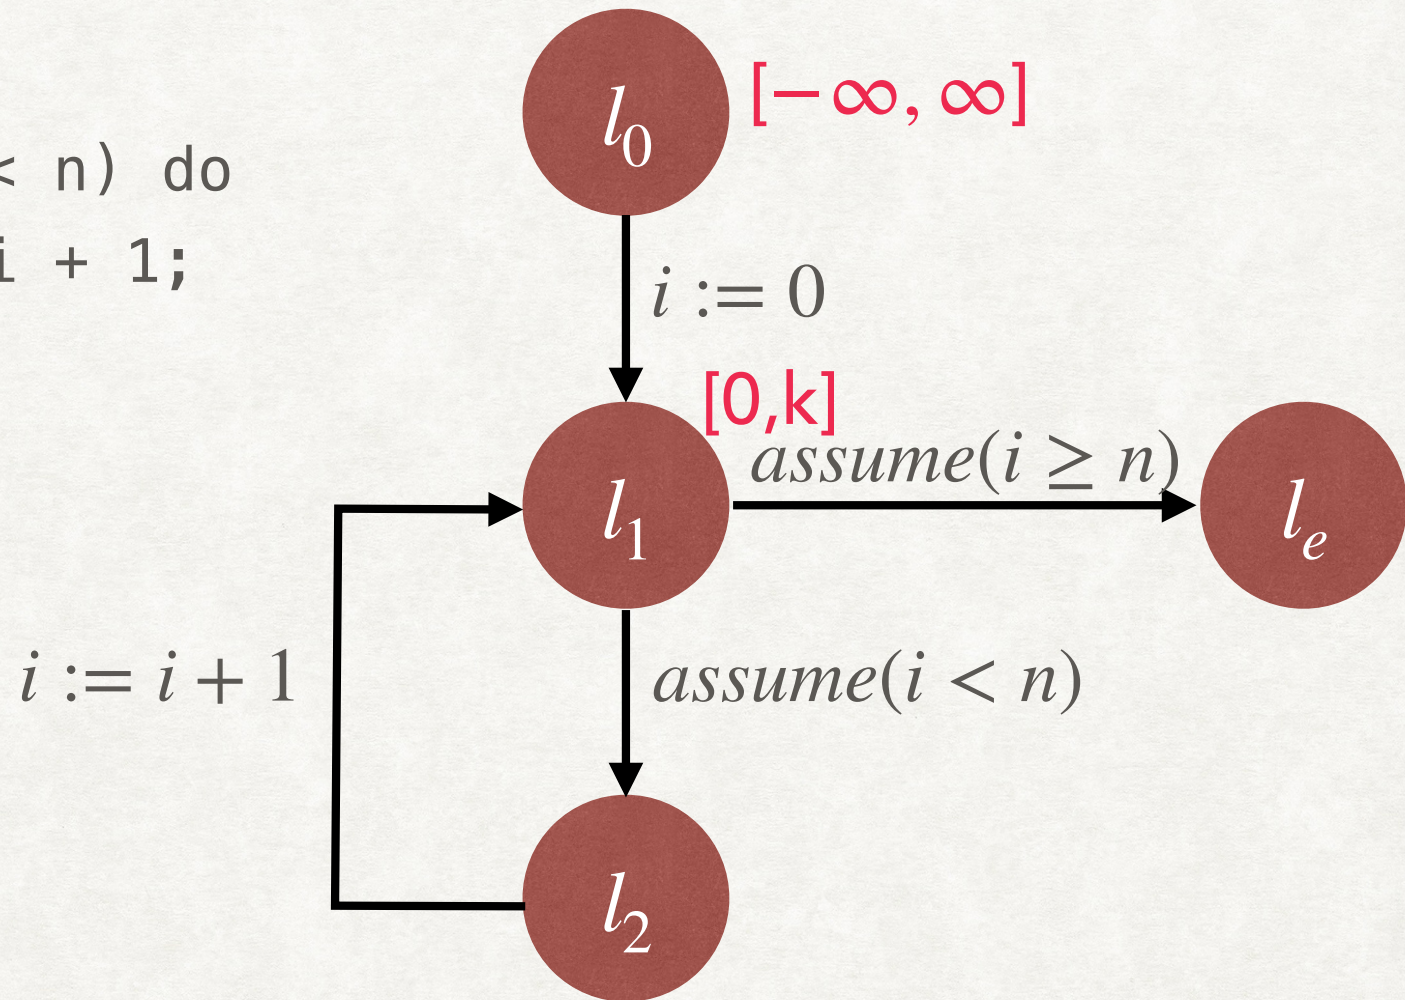 l₀
[−∞, ∞]
< n) do
i + 1;
i := 0
[0,k]
assume(i ≥ n)
l₁
lₑ
i := i + 1
assume(i < n)
l₂